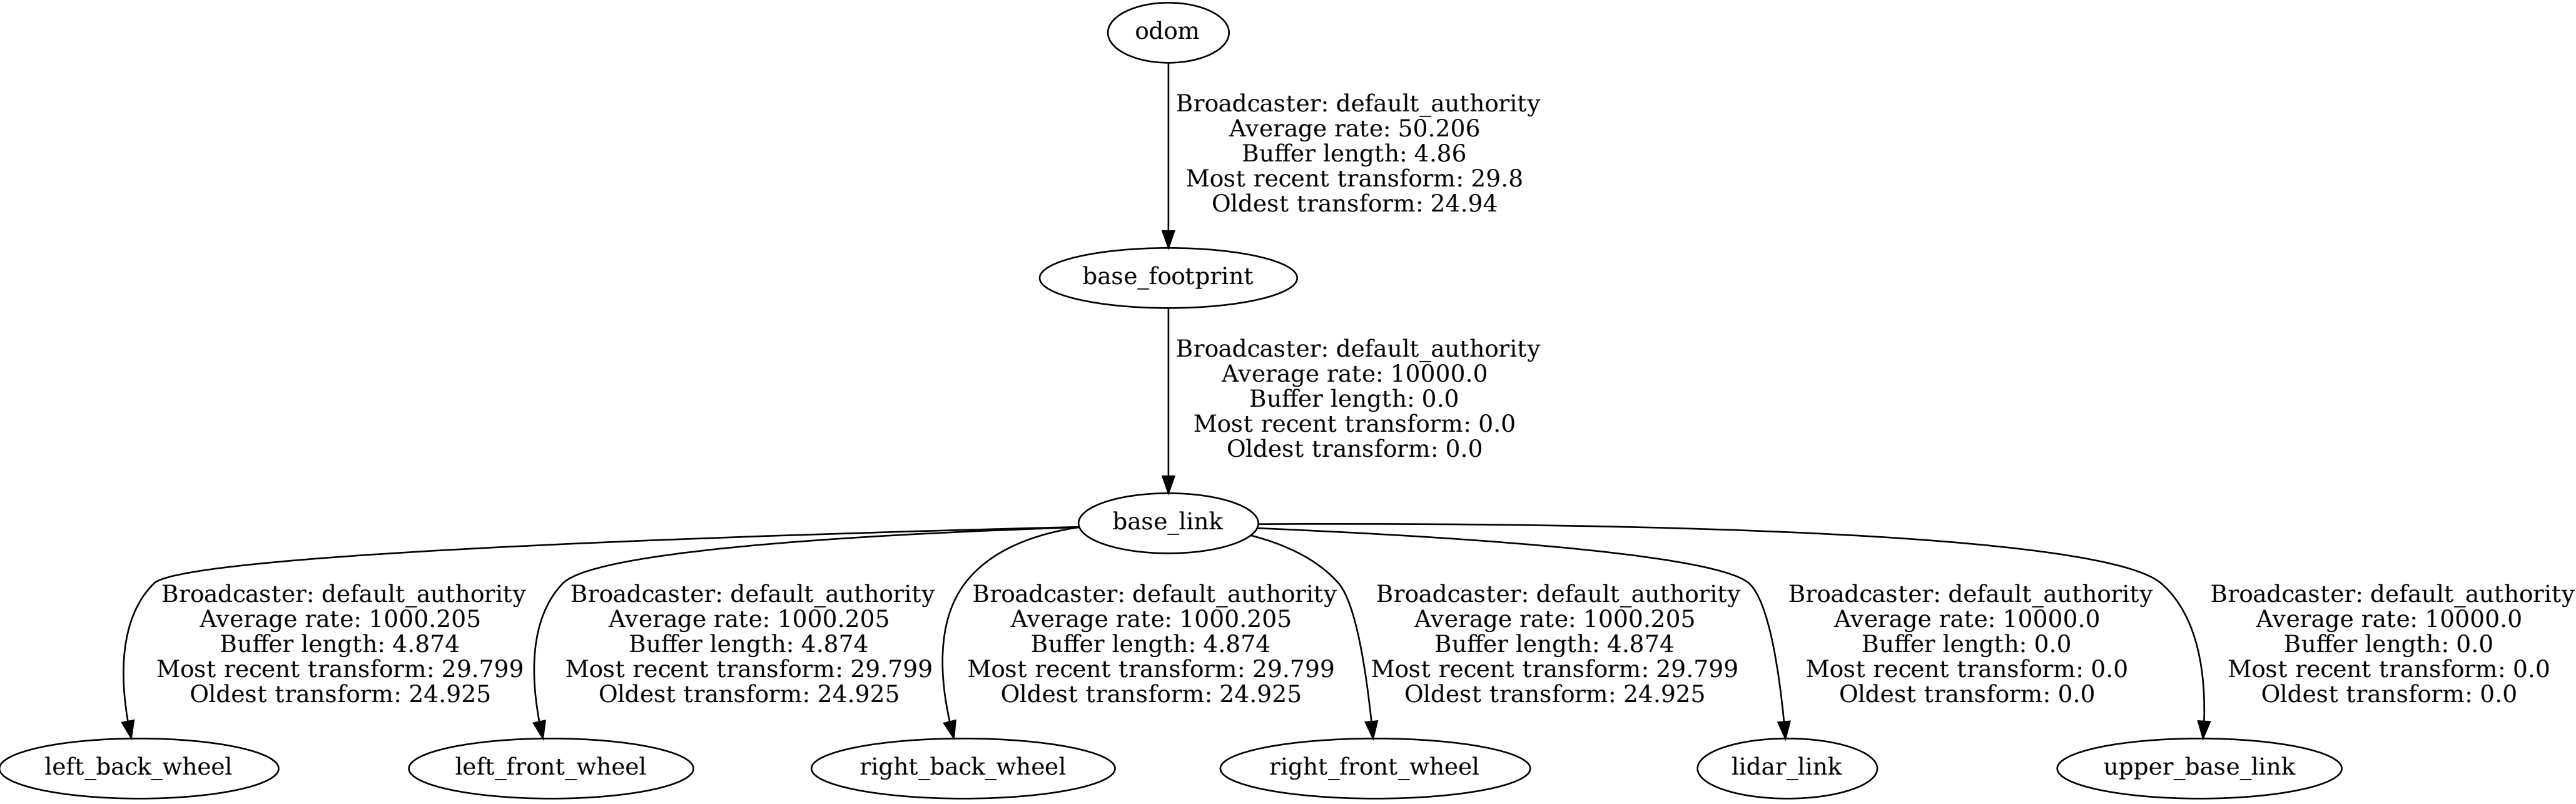 odom
Broadcaster: default_authority
Average rate: 50.206
Buffer length: 4.86
Most recent transform: 29.8
Oldest transform: 24.94
base_footprint
Broadcaster: default_authority
Average rate: 10000.0
Buffer length: 0.0
Most recent transform: 0.0
Oldest transform: 0.0
base_link
Broadcaster: default_authority
Average rate: 1000.205
Buffer length: 4.874
Most recent transform: 29.799
Oldest transform: 24.925
Broadcaster: default_authority
Average rate: 1000.205
Buffer length: 4.874
Most recent transform: 29.799
Oldest transform: 24.925
Broadcaster: default_authority
Average rate: 1000.205
Buffer length: 4.874
Most recent transform: 29.799
Oldest transform: 24.925
Broadcaster: default_authority
Average rate: 1000.205
Buffer length: 4.874
Most recent transform: 29.799
Oldest transform: 24.925
Broadcaster: default_authority
Average rate: 10000.0
Buffer length: 0.0
Most recent transform: 0.0
Oldest transform: 0.0
Broadcaster: default_authority
Average rate: 10000.0
Buffer length: 0.0
Most recent transform: 0.0
Oldest transform: 0.0
left_back_wheel
left_front_wheel
right_back_wheel
right_front_wheel
lidar_link
upper_base_link